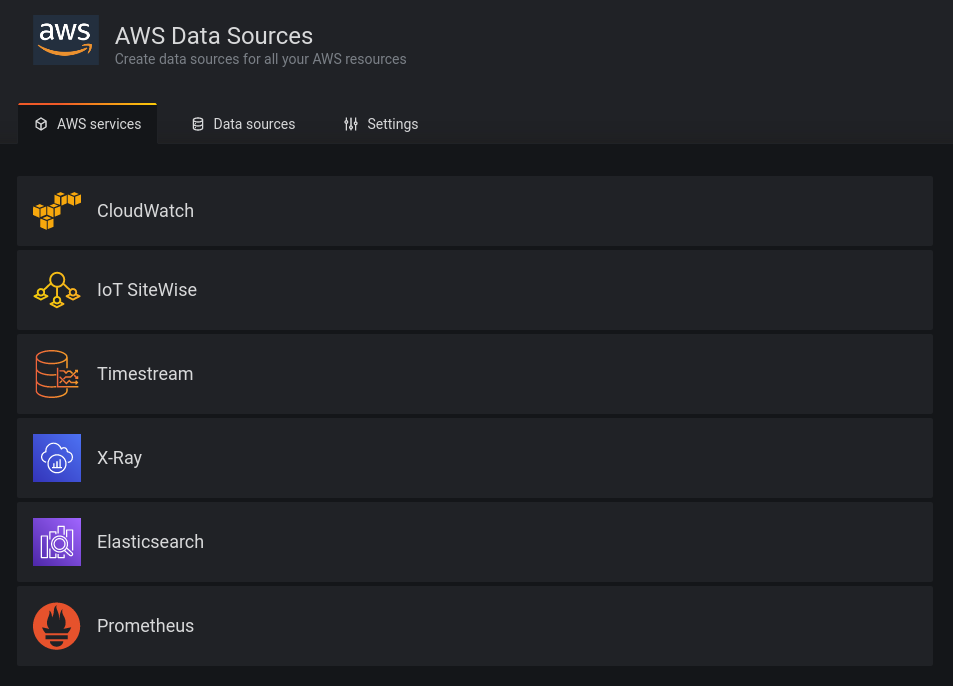 aws
AWS Data Sources
Create data sources for all your AWS resources
AWS services
Data sources
Settings
CloudWatch
IoT SiteWise
Timestream
X-Ray
Elasticsearch
Prometheus